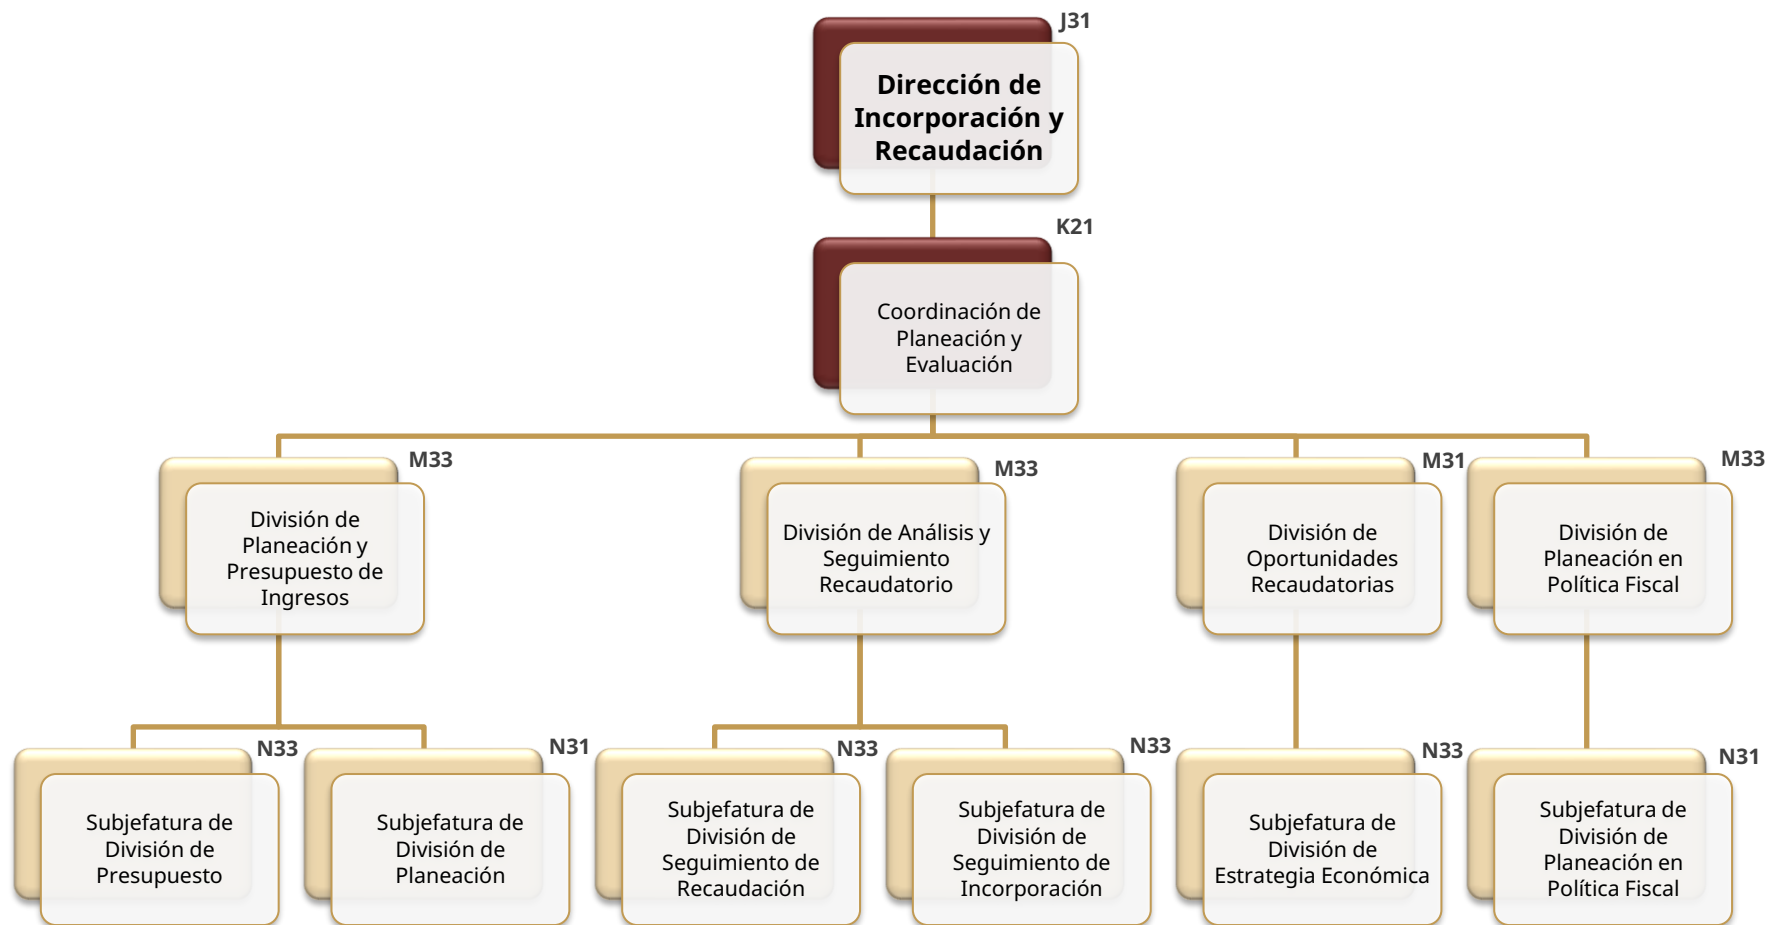 J31
Dirección de
Incorporación y
Recaudación
K21
Coordinación de
Planeación y
Evaluación
M33
División de
Planeación y
Presupuesto de
Ingresos
M33
División de Análisis y
Seguimiento
Recaudatorio
M31
División de
Oportunidades
Recaudatorias
M33
División de
Planeación en
Política Fiscal
N33
Subjefatura de
División de
Presupuesto
N31
Subjefatura de
División de
Planeación
N33
Subjefatura de
División de
Seguimiento de
Recaudación
N33
Subjefatura de
División de
Seguimiento de
Incorporación
N33
Subjefatura de
División de
Estrategia Económica
N31
Subjefatura de
División de
Planeación en
Política Fiscal